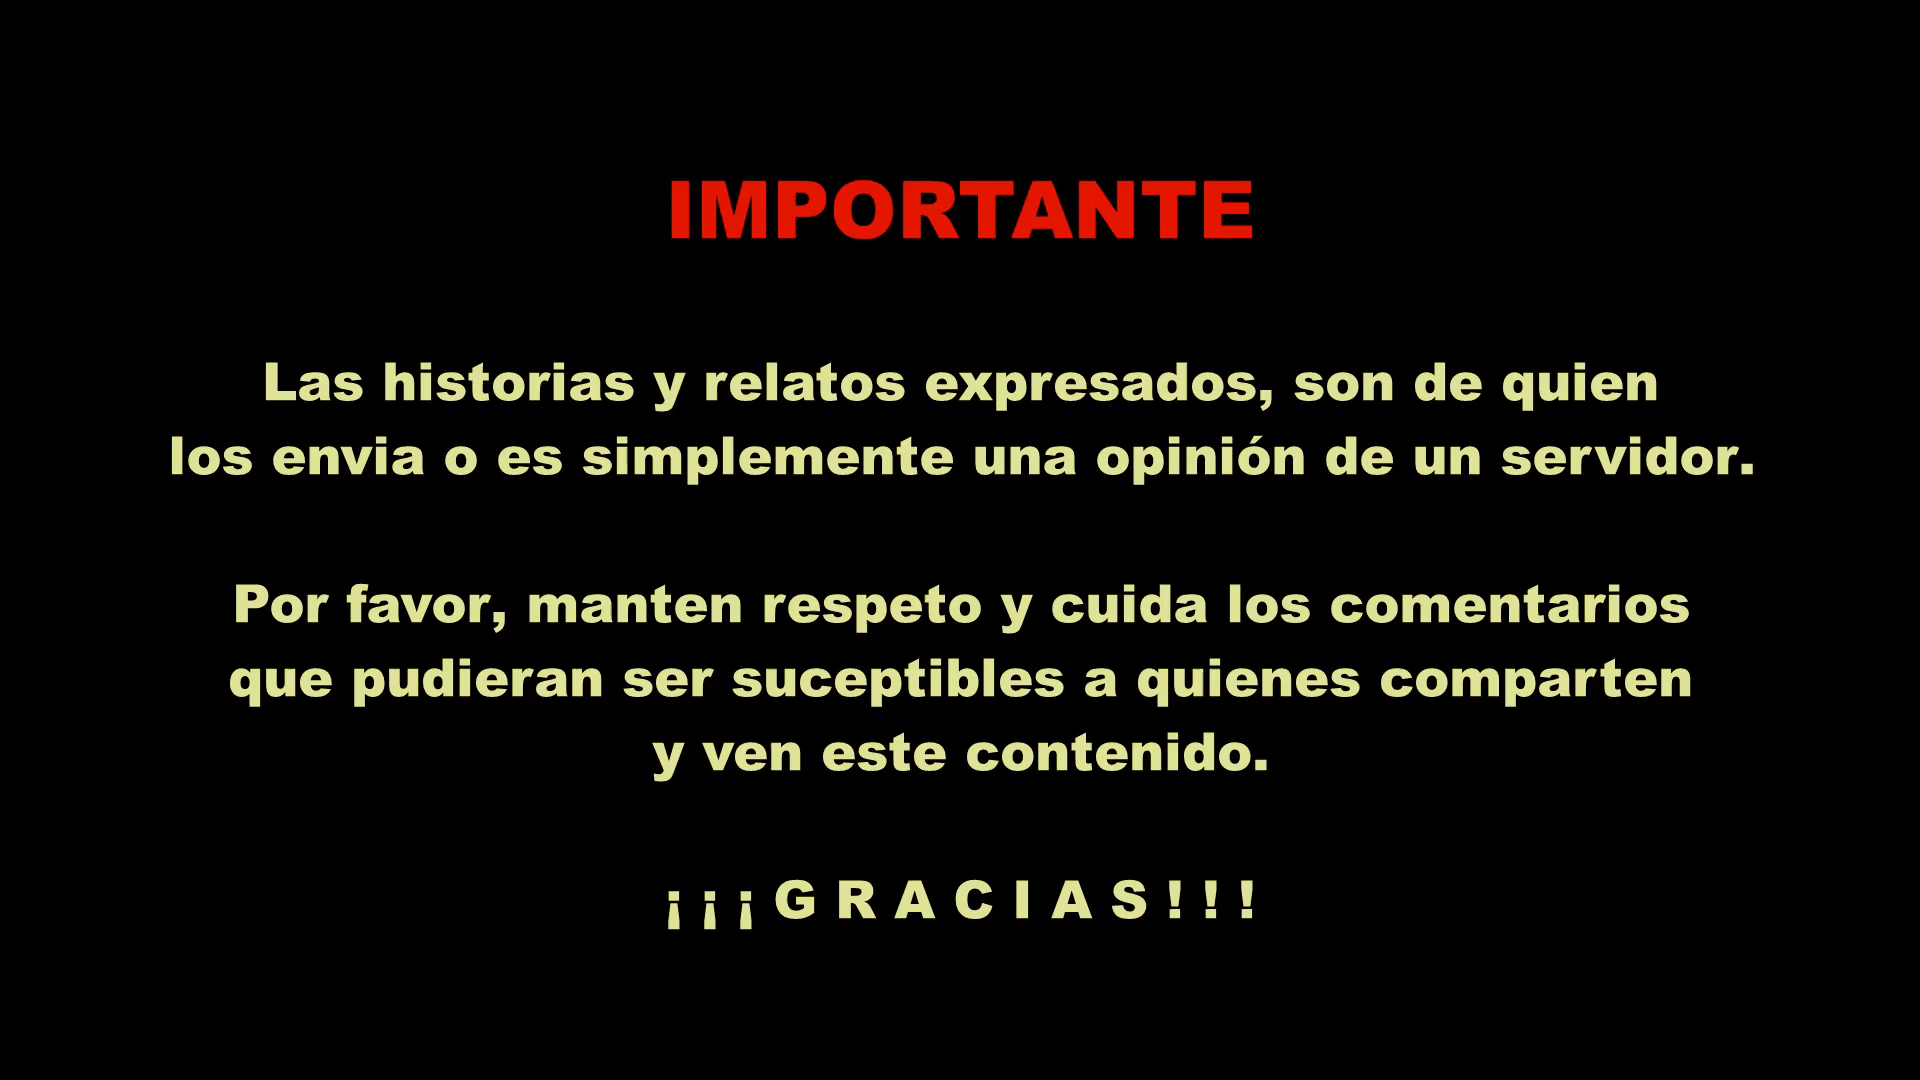 IMPORTANTE
Las historias y relatos expresados, son de quien
los envia o es simplemente una opinión de un servidor.
Por favor, manten respeto y cuida los comentarios
que pudieran ser suceptibles a quienes comparten
y ven este contenido.
¡ ¡ ¡ G R A C I A S ! ! !